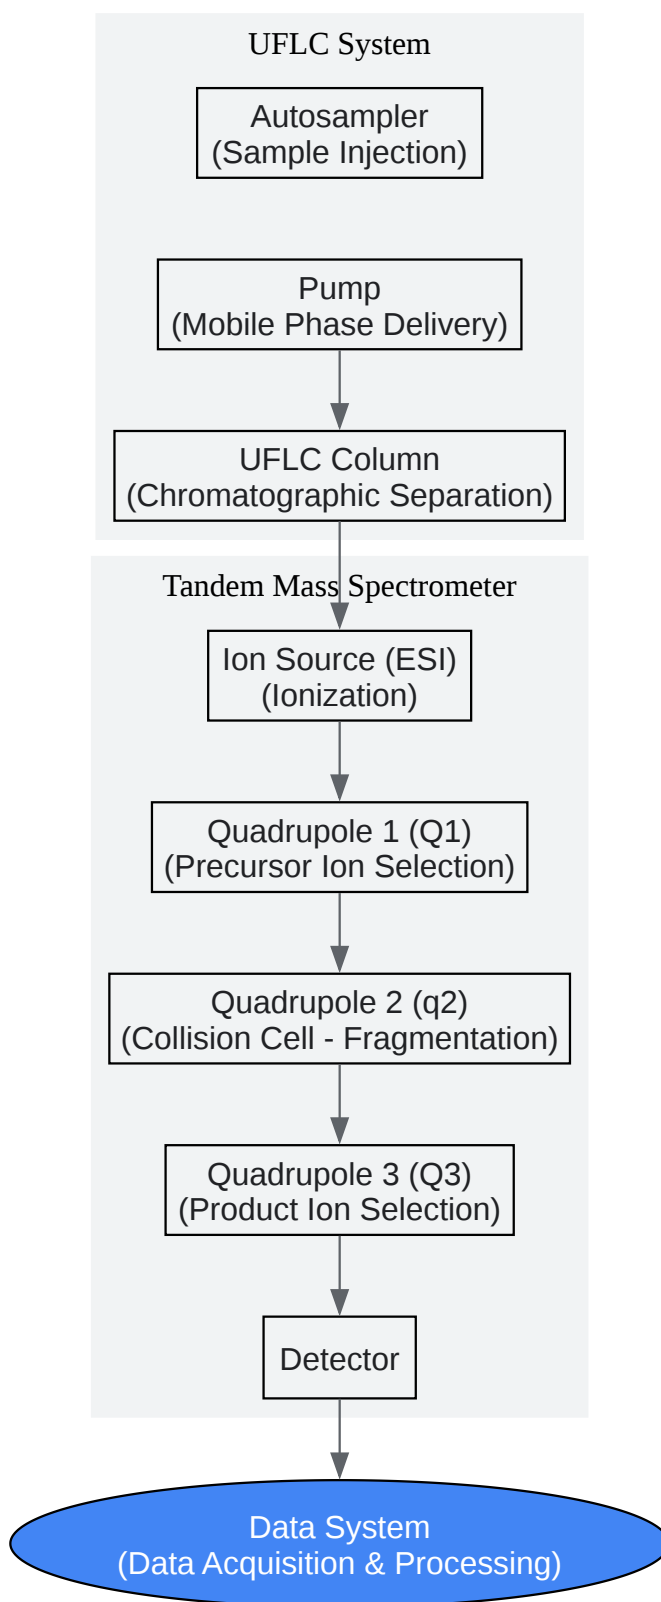 UFLC System
Autosampler
(Sample Injection)
Pump
(Mobile Phase Delivery)
UFLC Column
(Chromatographic Separation)
Tandem Mass Spectrometer
Ion Source (ESI)
(Ionization)
Quadrupole 1 (Q1)
(Precursor Ion Selection)
Quadrupole 2 (q2)
(Collision Cell - Fragmentation)
Quadrupole 3 (Q3)
(Product Ion Selection)
Detector
Data System
(Data Acquisition & Processing)